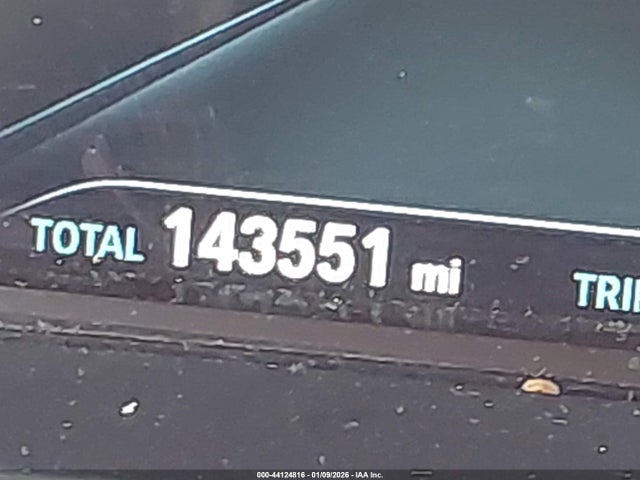 TOTAL 143551 mi TRI
000-44124816 - 01/09/2026 - IAA Inc.